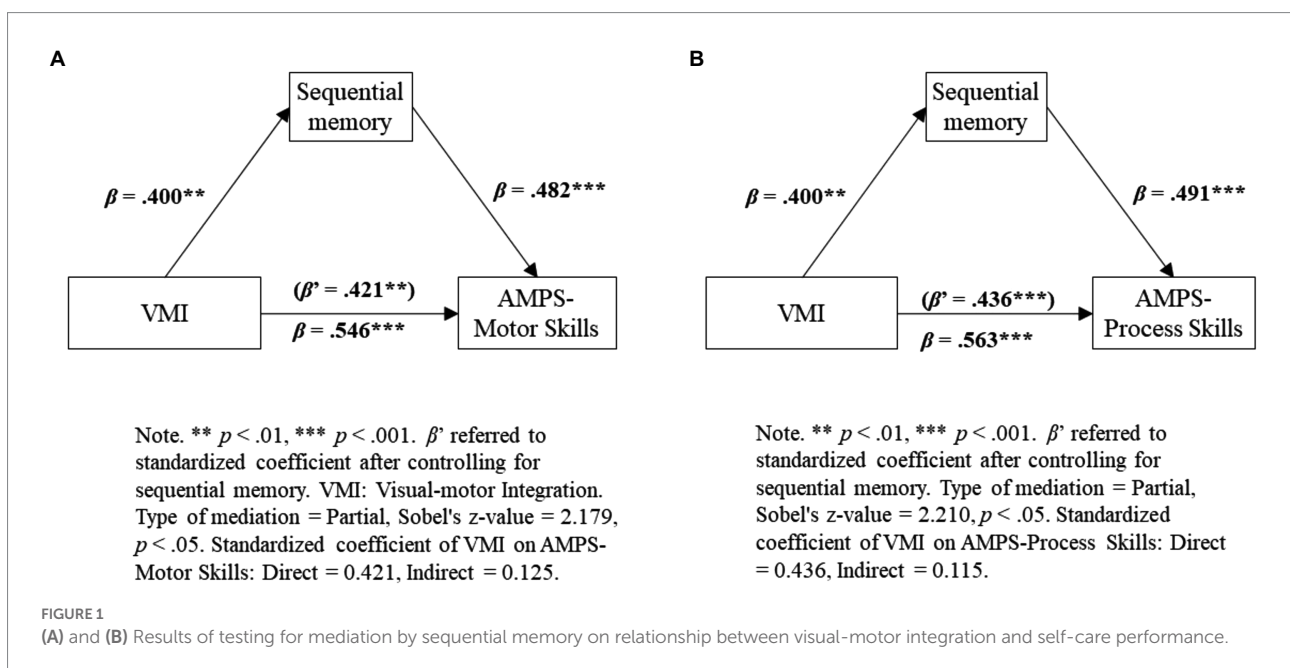 A
Sequential
memory
β = .400**
β = .482***
VMI
(β’ = .421**)
β = .546***
AMPS-
Motor Skills
Note. ** p < .01, *** p < .001. β’ referred to
standardized coefficient after controlling for
sequential memory. VMI: Visual-motor Integration.
Type of mediation = Partial, Sobel's z-value = 2.179,
p < .05. Standardized coefficient of VMI on AMPS-
Motor Skills: Direct = 0.421, Indirect = 0.125.
B
Sequential
memory
β = .400**
β = .491***
VMI
(β’ = .436***)
β = .563***
AMPS-
Process Skills
Note. ** p < .01, *** p < .001. β’ referred to
standardized coefficient after controlling for
sequential memory. Type of mediation = Partial,
Sobel's z-value = 2.210, p < .05. Standardized
coefficient of VMI on AMPS-Process Skills: Direct
= 0.436, Indirect = 0.115.
FIGURE 1
(A) and (B) Results of testing for mediation by sequential memory on relationship between visual-motor integration and self-care performance.